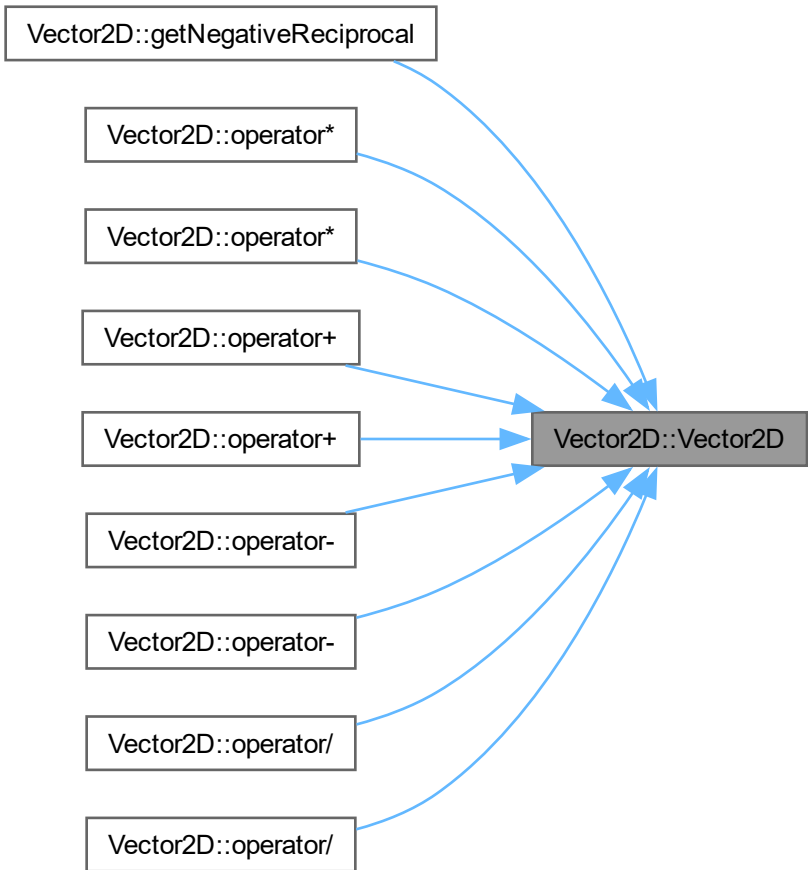 Vector2D::getNegativeReciprocal
Vector2D::operator*
Vector2D::operator*
Vector2D::operator+
Vector2D::operator+
Vector2D::Vector2D
Vector2D::operator-
Vector2D::operator-
Vector2D::operator/
Vector2D::operator/